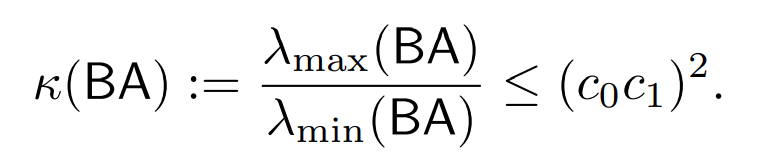 κ(BA) := λmax(BA) / λmin(BA) ≤ (c₀c₁)².